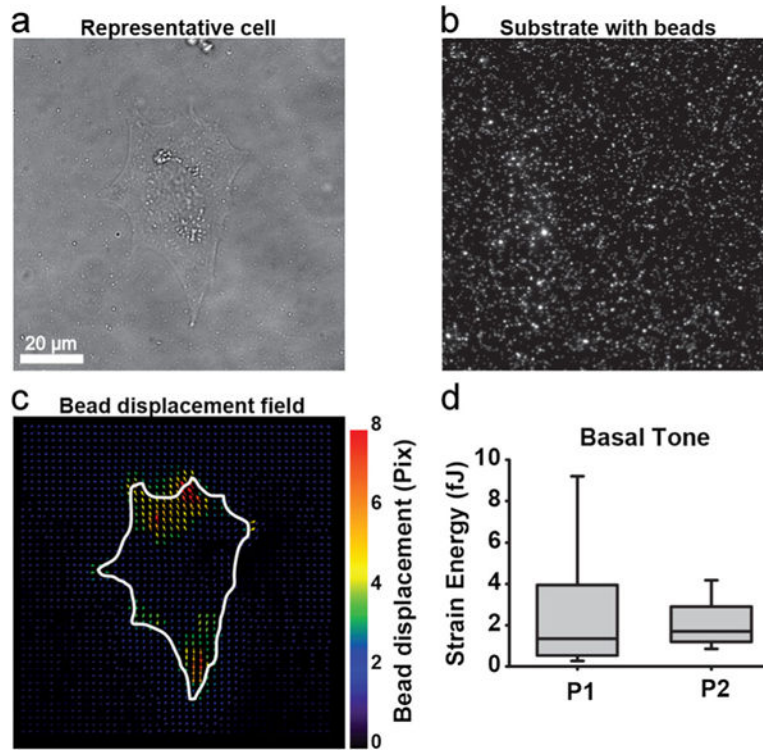 a
Representative cell
20 µm
b
Substrate with beads
c
Bead displacement field
8
6
4
2
0
Bead displacement (Pix)
d
Basal Tone
Strain Energy (fJ)
10
8
6
4
2
0
P1 P2